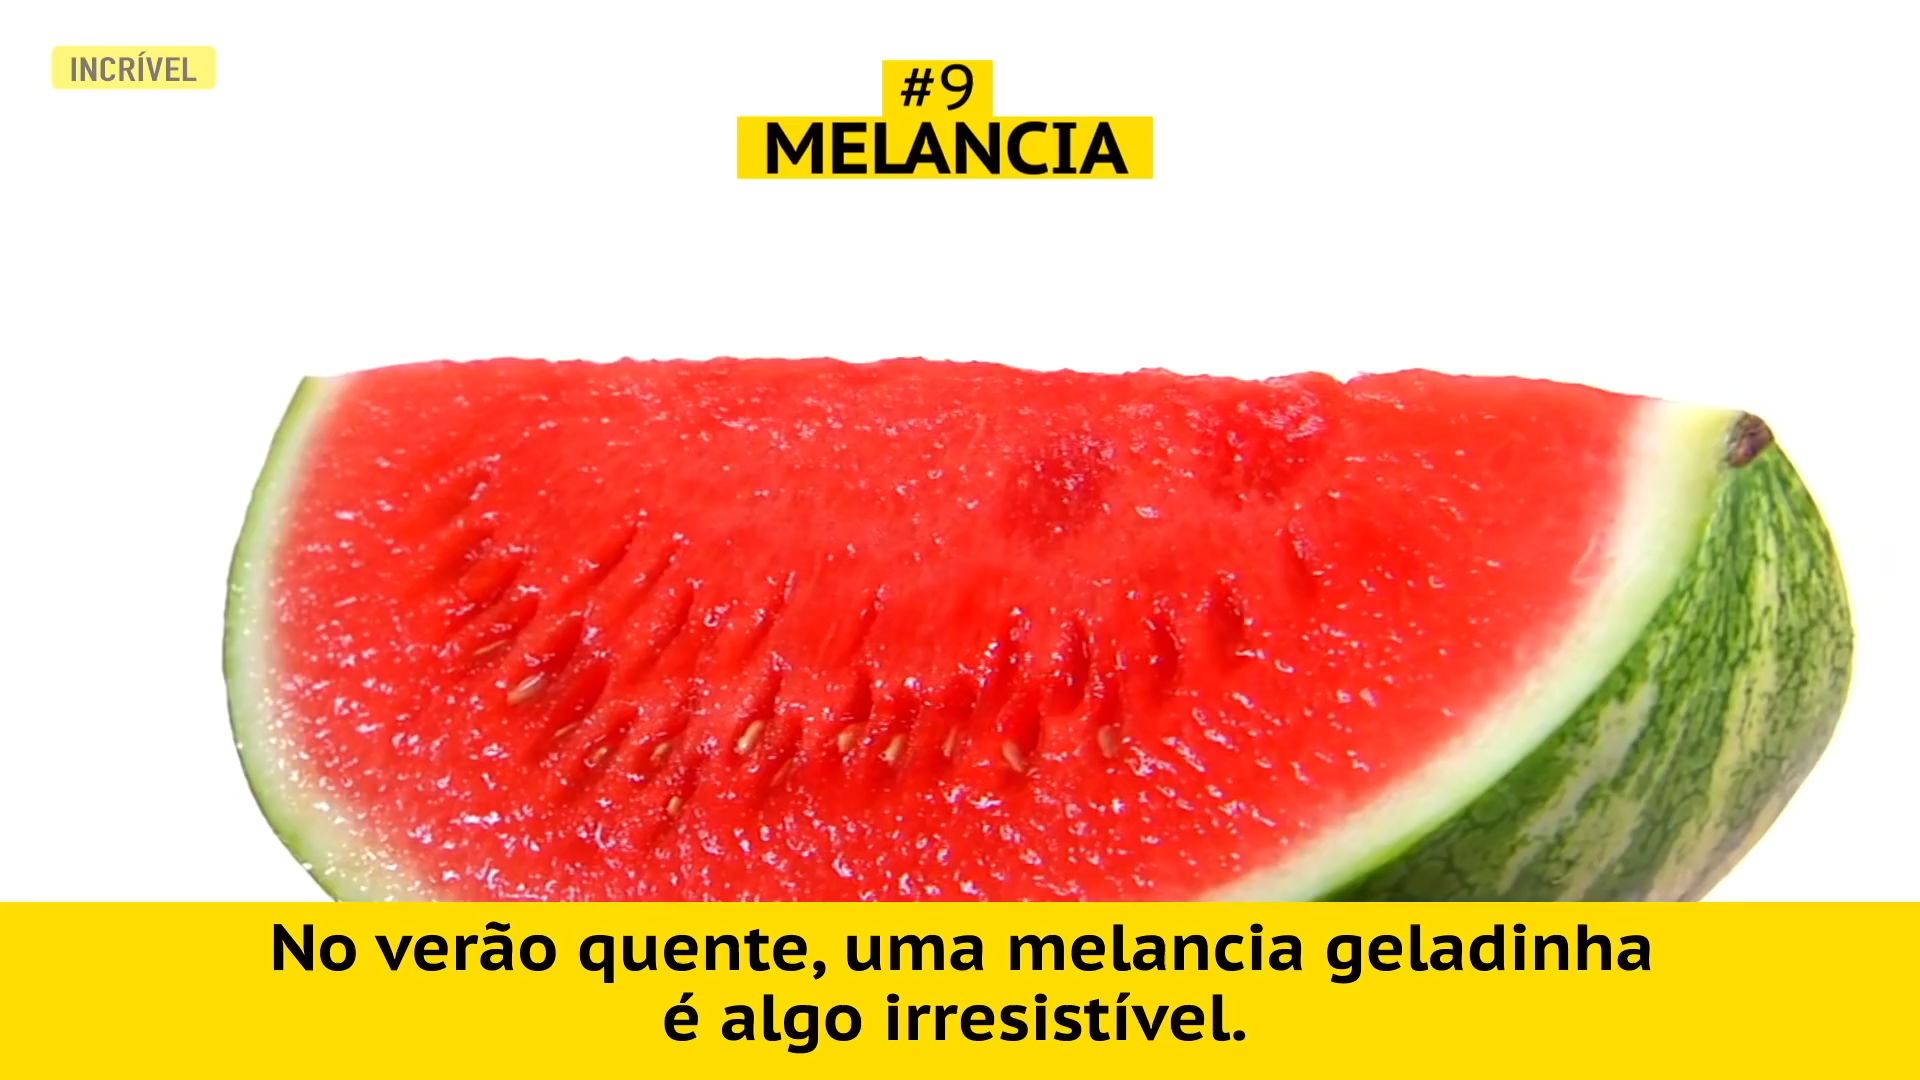 INCRÍVEL
#9
MELANCIA
No verão quente, uma melancia geladinha
é algo irresistível.